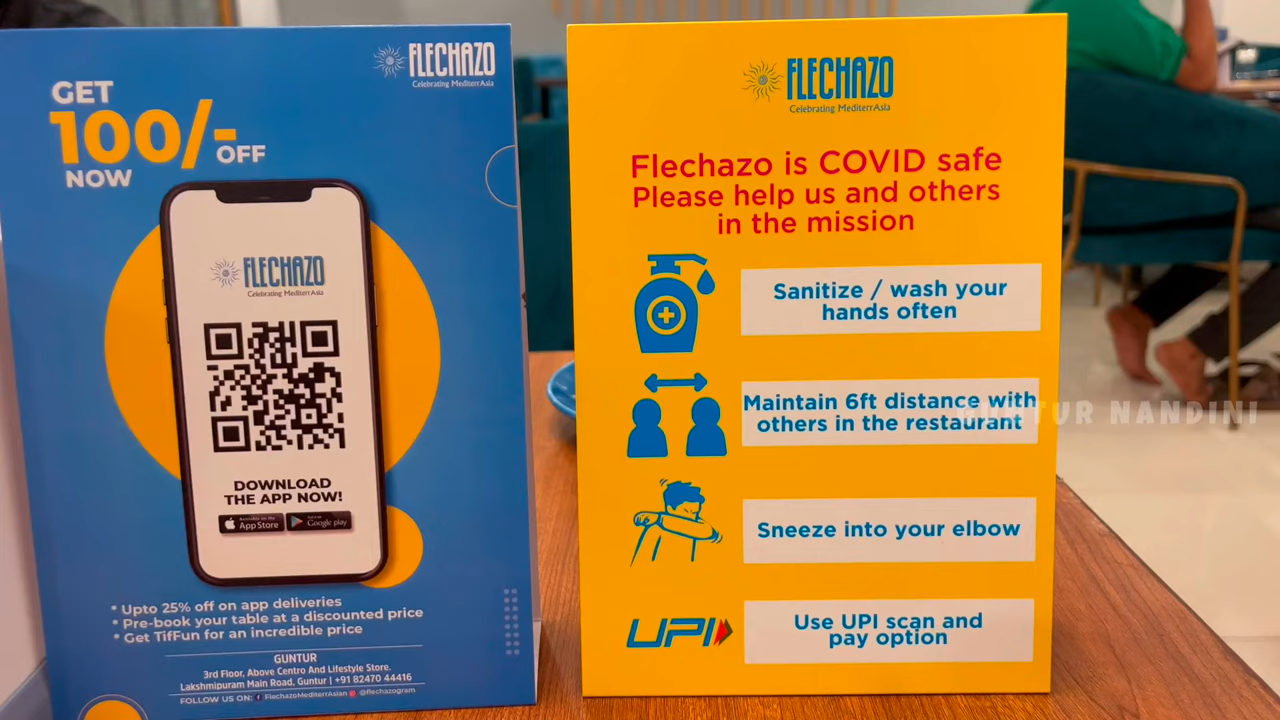 FLECHAZO
Celebrating MediterrAsia
GET
100/-
OFF
NOW
FLECHAZO
Celebrating MediterrAsia
DOWNLOAD
THE APP NOW!
App Store
Google play
* Upto 25% off on app deliveries
* Pre-book your table at a discounted price
* Get TifFun for an incredible price
GUNTUR
3rd Floor, Above Centro And Lifestyle Store.
Lakshmipuram Main Road, Guntur | +91 82470 44416
FOLLOW US ON: FlechazoMediterrAsian @flechazogram
FLECHAZO
Celebrating MediterrAsia
Flechazo is COVID safe
Please help us and others
in the mission
Sanitize / wash your
hands often
Maintain 6ft distance with
others in the restaurant
Sneeze into your elbow
UPI
Use UPI scan and
pay option
GUNTUR NANDINI